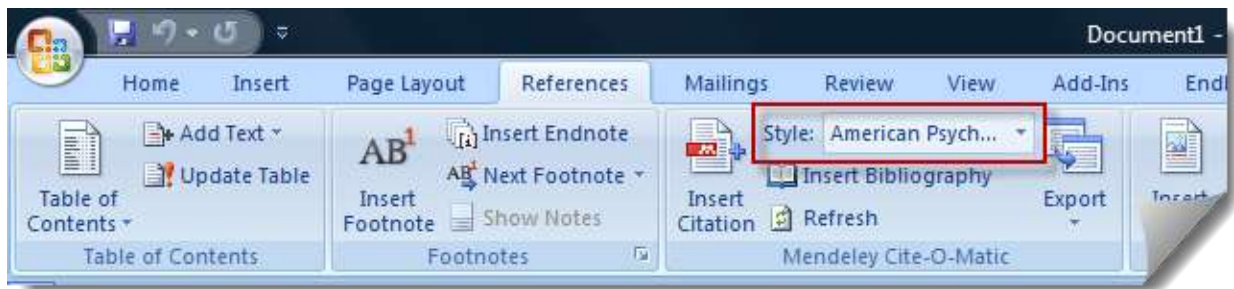 Document1 -
Home Insert Page Layout References Mailings Review View Add-Ins
Table of Contents
Add Text
Update Table
Table of Contents
AB1
Insert Footnote
[i] Insert Endnote
AB1 Next Footnote
Show Notes
Footnotes
Insert Citation
Style: American Psych...
Insert Bibliography
Refresh
Export
Mendeley Cite-O-Matic